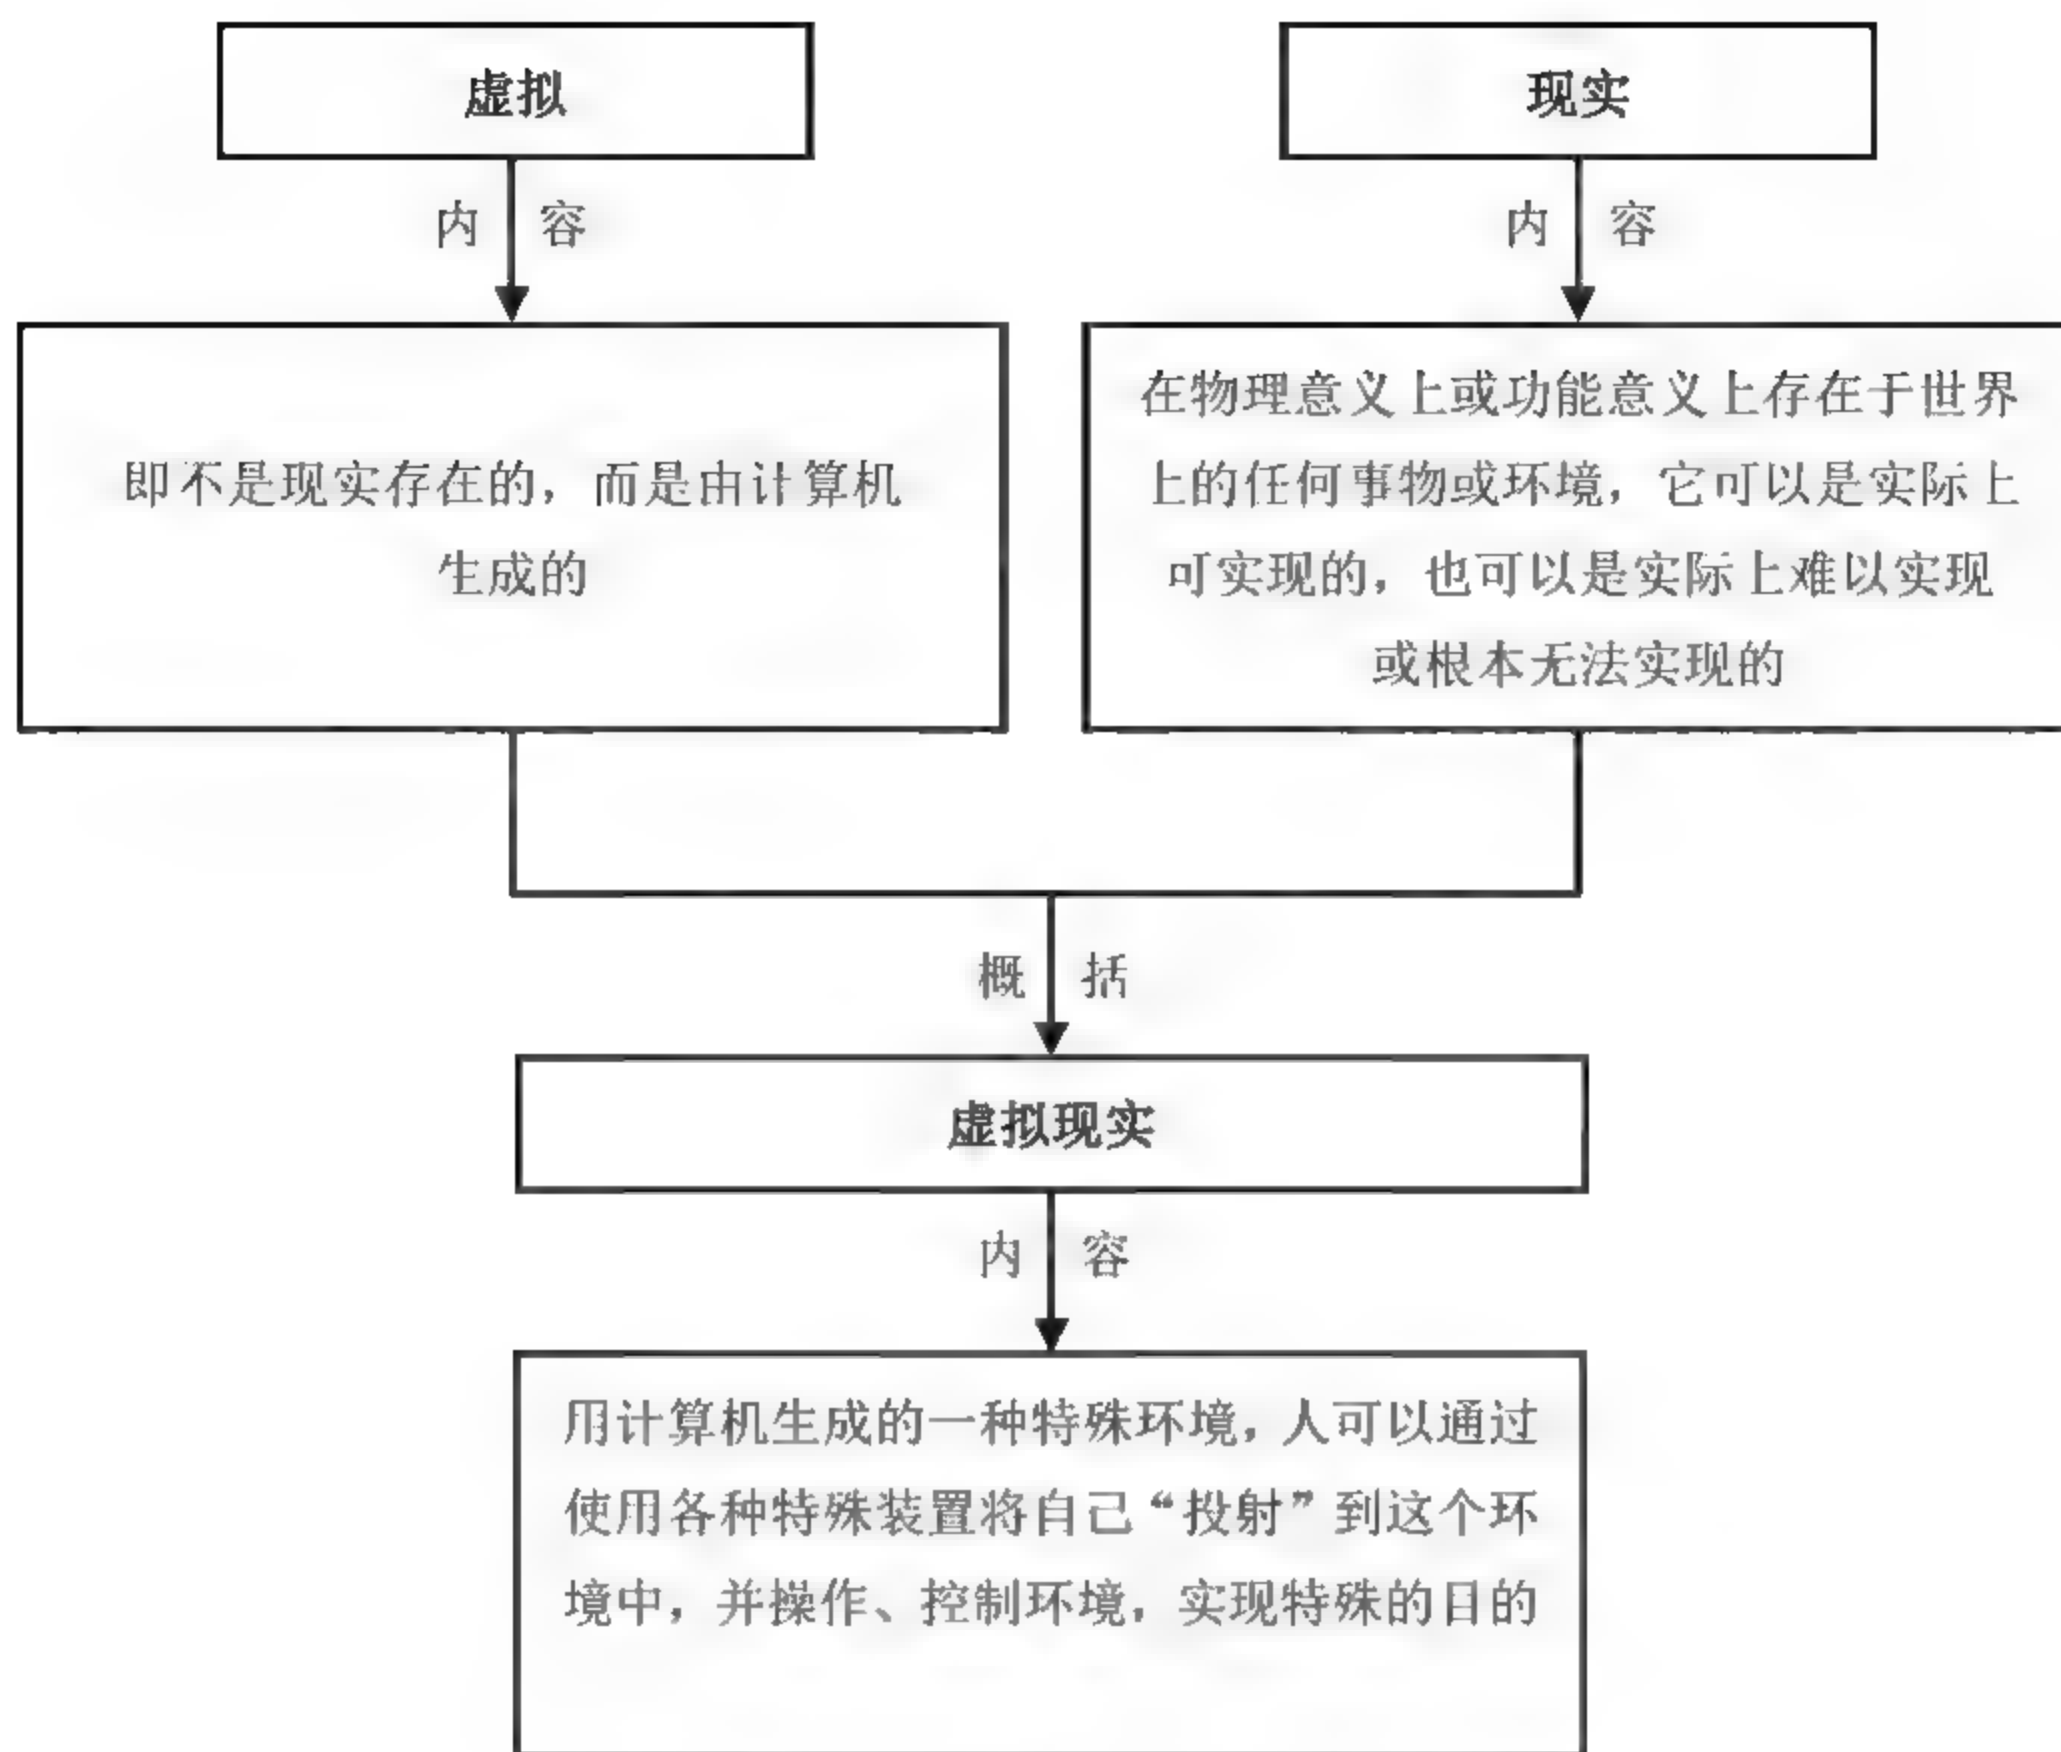 虚拟
现实
内 容
内 容
即不是现实存在的，而是由计算机
生成的
在物理意义上或功能意义上存在于世界
上的任何事物或环境，它可以是实际上
可实现的，也可以是实际上难以实现
或根本无法实现的
概 括
虚拟现实
内 容
用计算机生成的一种特殊环境，人可以通过
使用各种特殊装置将自己“投射”到这个环
境中，并操作、控制环境，实现特殊的目的